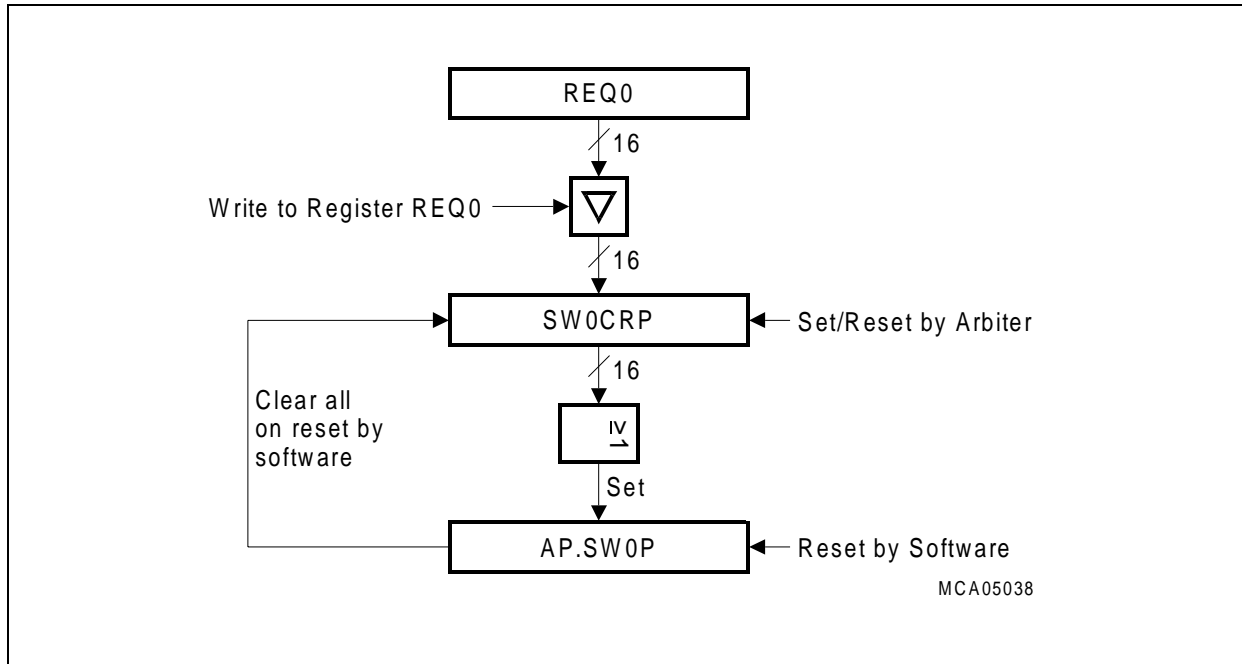 REQ0
16
Write to Register REQ0
16
SW0CRP
Set/Reset by Arbiter
16
Clear all
on reset by
software
≥1
Set
AP.SW0P
Reset by Software
MCA05038